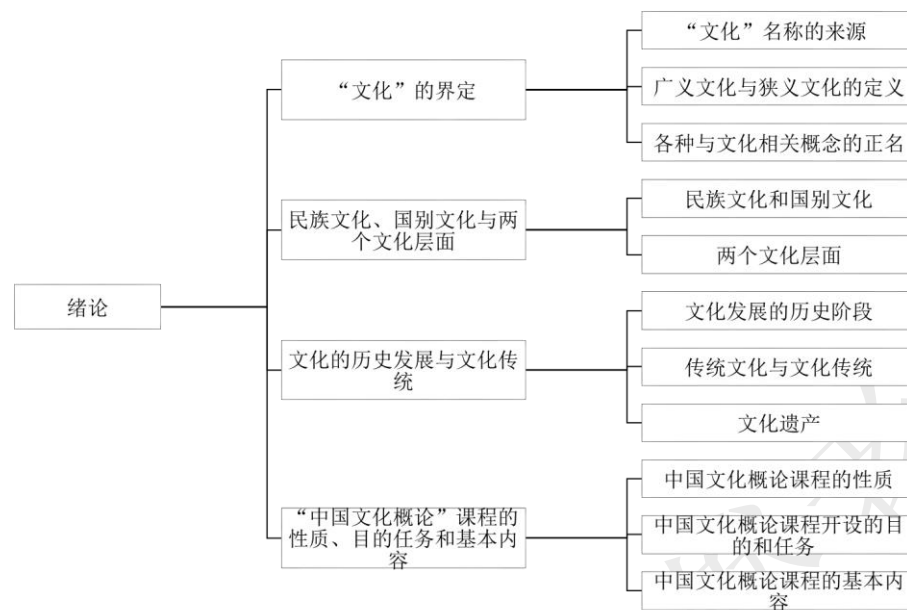 绪论
“文化”的界定
“文化”名称的来源
广义文化与狭义文化的定义
各种与文化相关概念的正名
民族文化、国别文化与两
个文化层面
民族文化和国别文化
两个文化层面
文化的历史发展与文化传
统
文化发展的历史阶段
传统文化与文化传统
文化遗产
“中国文化概论”课程的
性质、目的任务和基本内
容
中国文化概论课程的性质
中国文化概论课程开设的目
的和任务
中国文化概论课程的基本内
容